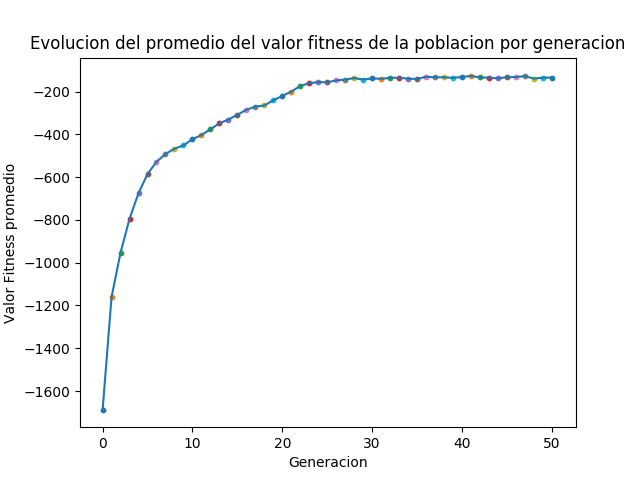 Evolucion del promedio del valor fitness de la poblacion por generacion
Valor Fitness promedio
−200
−400
−600
−800
−1000
−1200
−1400
−1600
0 10 20 30 40 50
Generacion